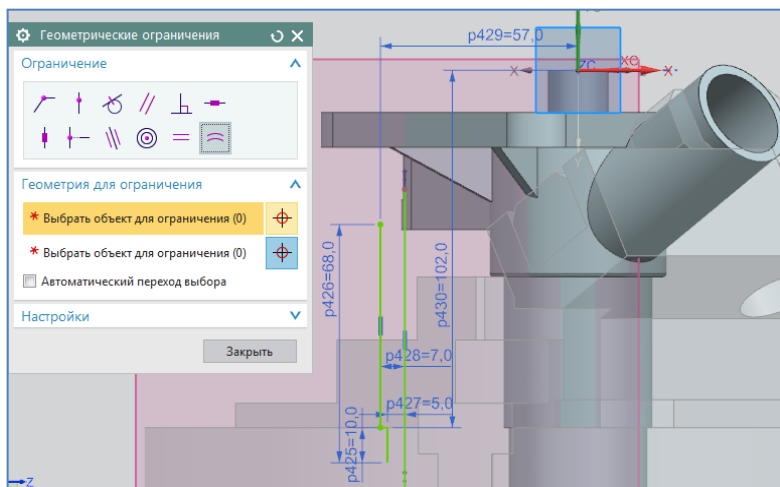 Геометрические ограничения
Ограничение
Геометрия для ограничения
* Выбрать объект для ограничения (0)
* Выбрать объект для ограничения (0)
Автоматический переход выбора
Настройки
Закрыть
p429=57,0
X
ZC
XC
X
p426=68,0
p430=102,0
p428=7,0
p427=5,0
p425=10,0
Z